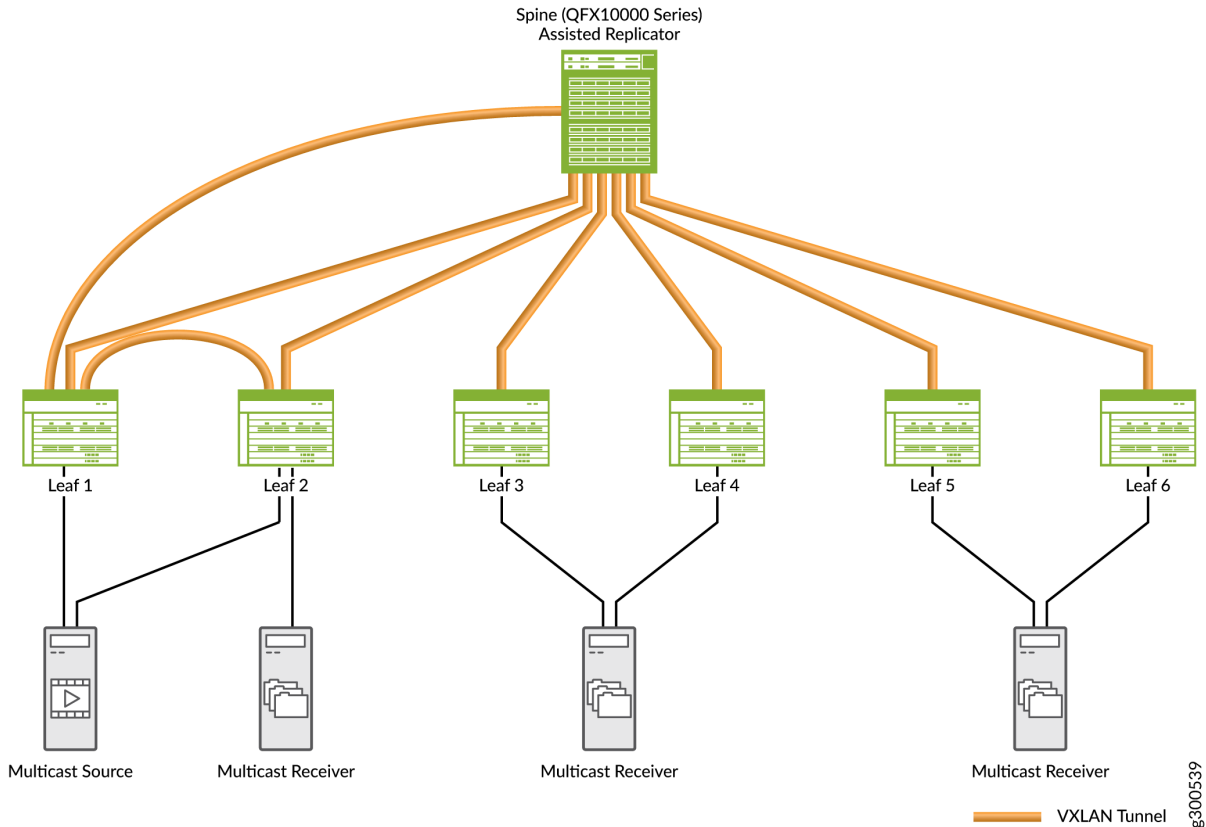 Spine (QFX10000 Series)
Assisted Replicator
Leaf 1
Leaf 2
Leaf 3
Leaf 4
Leaf 5
Leaf 6
Multicast Source
Multicast Receiver
Multicast Receiver
Multicast Receiver
VXLAN Tunnel
g300539